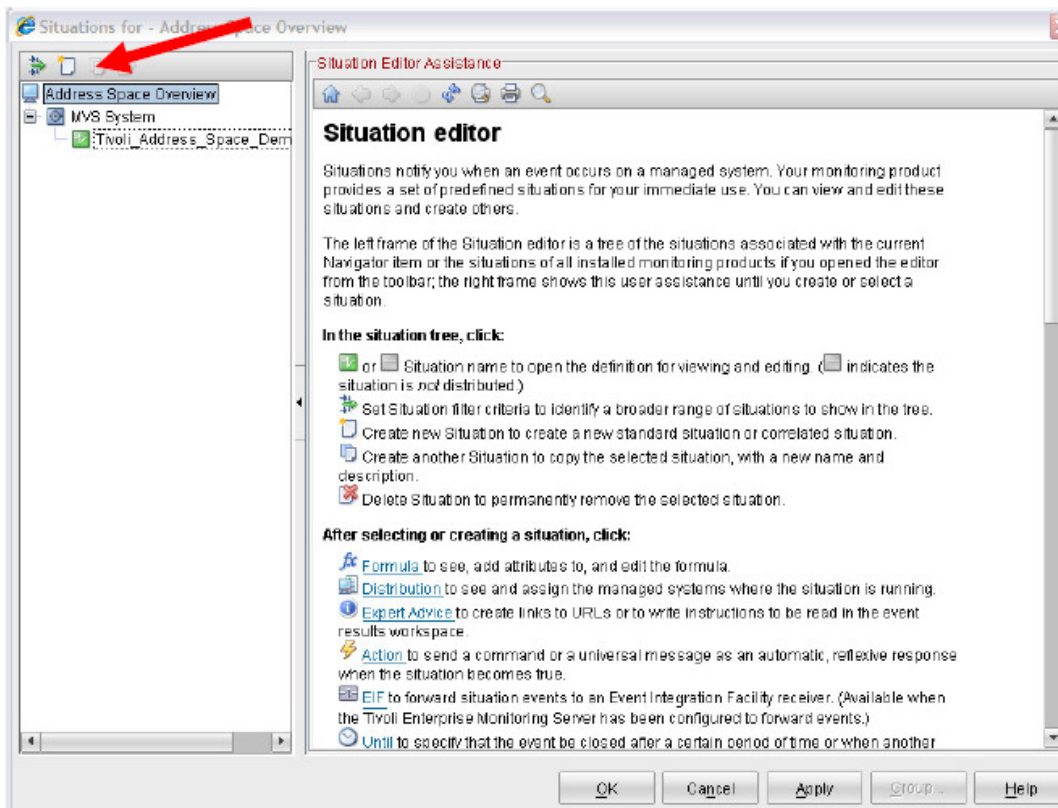 Situations for - Address Space Overview
Situation Editor Assistance
Address Space Overview
MVS System
Tivoli_Address_Space_Dem
Situation editor
Situations notify you when an event occurs on a managed system. Your monitoring product
provides a set of predefined situations for your immediate use. You can view and edit these
situations and create others.
The left frame of the Situation editor is a tree of the situations associated with the current
Navigator item or the situations of all installed monitoring products if you opened the editor
from the toolbar; the right frame shows this user assistance until you create or select a
situation.
In the situation tree, click:
or Situation name to open the definition for viewing and editing. ( indicates the
situation is not distributed.)
Set Situation filter criteria to identify a broader range of situations to show in the tree.
Create new Situation to create a new standard situation or correlated situation.
Create another Situation to copy the selected situation, with a new name and
description.
Delete Situation to permanently remove the selected situation.
After selecting or creating a situation, click:
fx Formula to see, add attributes to, and edit the formula.
Distribution to see and assign the managed systems where the situation is running.
Expert Advice to create links to URLs or to write instructions to be read in the event
results workspace.
Action to send a command or a universal message as an automatic, reflexive response
when the situation becomes true.
EIF to forward situation events to an Event Integration Facility receiver. (Available when
the Tivoli Enterprise Monitoring Server has been configured to forward events.)
Until to specify that the event be closed after a certain period of time or when another
OK Cancel Apply Group... Help